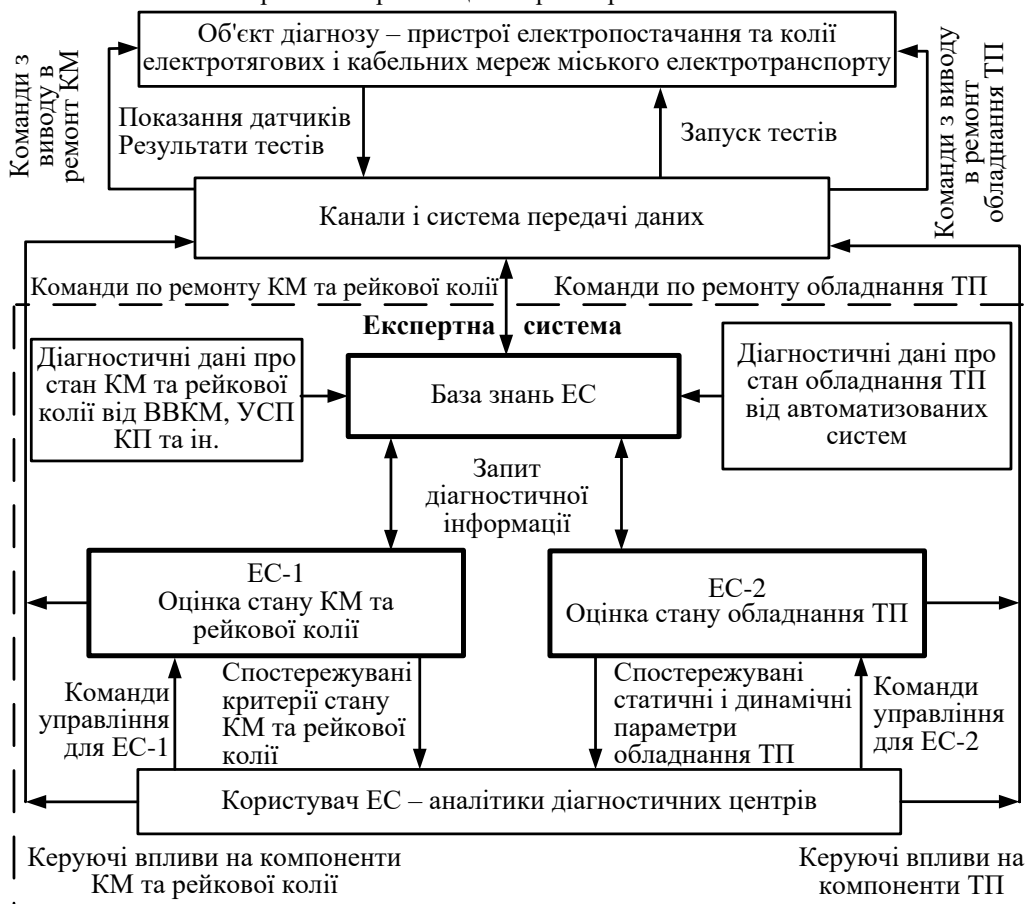 Об'єкт діагнозу – пристрої електропостачання та колії
електротягових і кабельних мереж міського електротранспорту
Команди з
виводу в
ремонт КМ
Показання датчиків
Результати тестів
Запуск тестів
Команди з виводу
в ремонт
обладнання ТП
Канали і система передачі даних
Команди по ремонту КМ та рейкової колії
Команди по ремонту обладнання ТП
Експертна система
Діагностичні дані про
стан КМ та рейкової
колії від ВВКМ, УСП
КП та ін.
База знань ЕС
Діагностичні дані про
стан обладнання ТП
від автоматизованих
систем
Запит
діагностичної
інформації
ЕС-1
Оцінка стану КМ та
рейкової колії
ЕС-2
Оцінка стану обладнання ТП
Команди
управління
для ЕС-1
Спостережувані
критерії стану
КМ та рейкової
колії
Спостережувані
статичні і динамічні
параметри
обладнання ТП
Команди
управління
для ЕС-2
Користувач ЕС – аналітики діагностичних центрів
Керуючі впливи на компоненти
КМ та рейкової колії
Керуючі впливи на
компоненти ТП